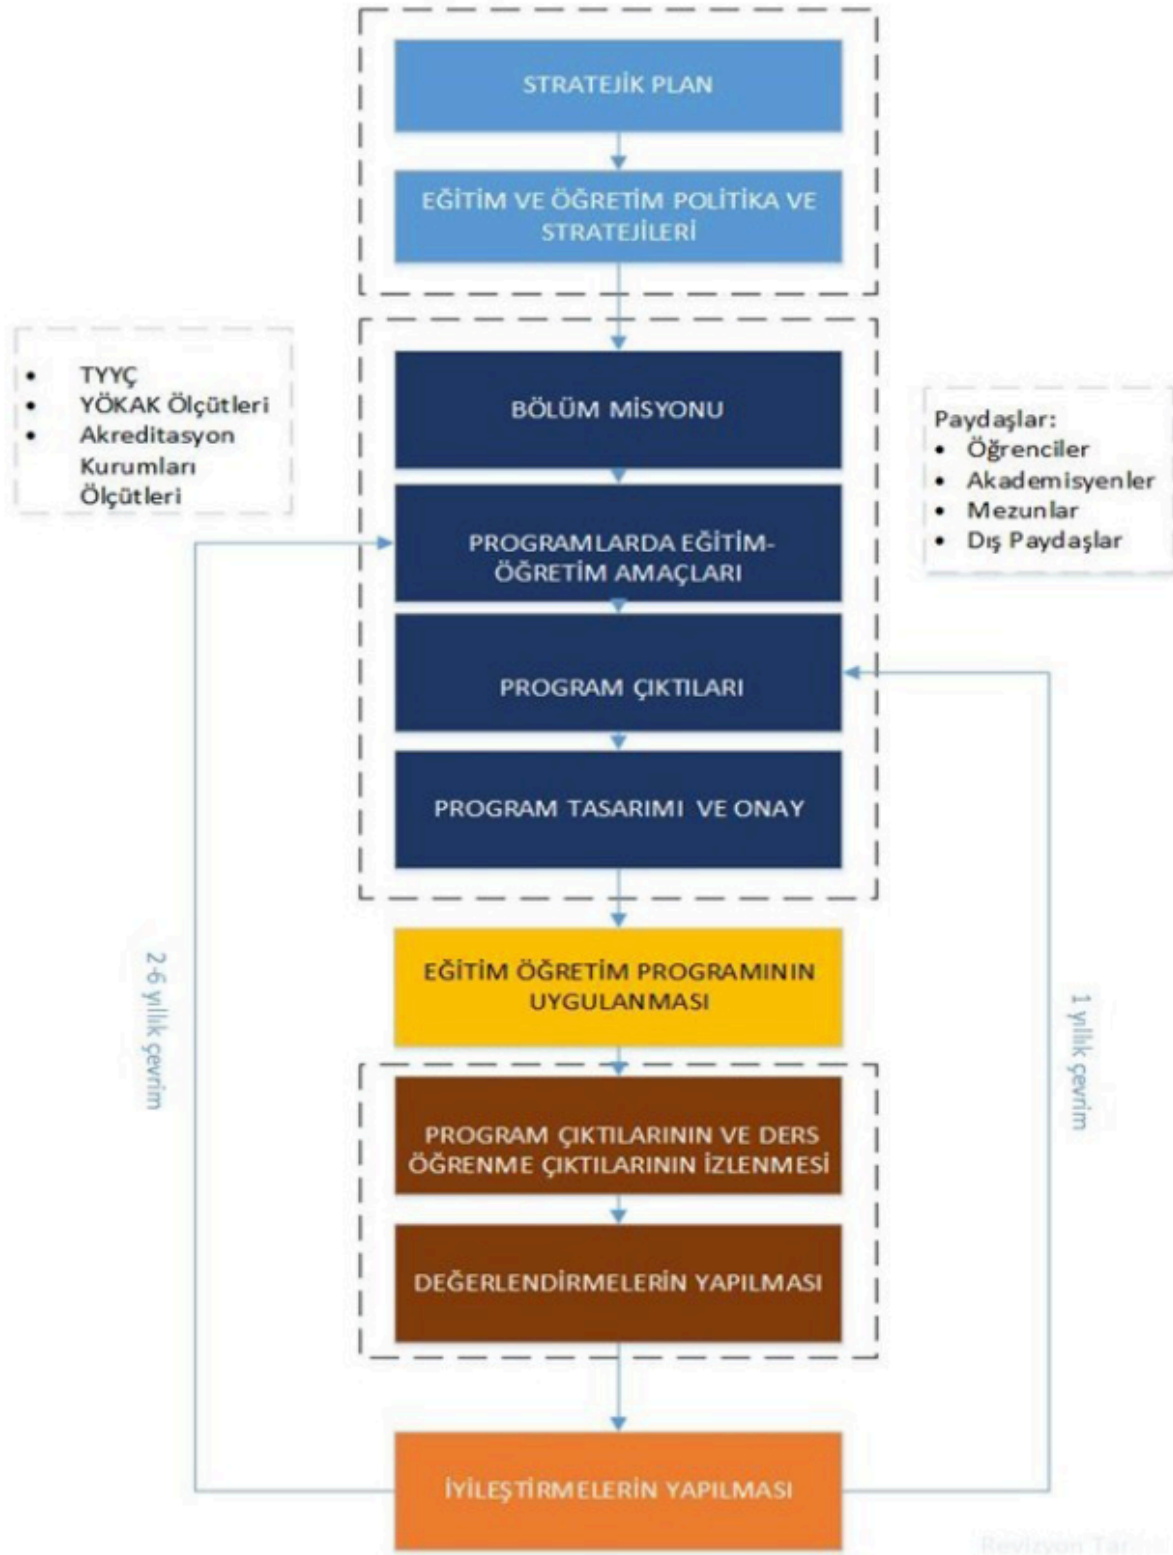 STRATEJİK PLAN
EĞİTİM VE ÖĞRETİM POLİTİKA VE
STRATEJİLERİ
• TYYÇ
• YÖKAK Ölçütleri
• Akreditasyon
Kurumları
Ölçütleri
BÖLÜM MİSYONU
Paydaşlar:
• Öğrenciler
• Akademisyenler
• Mezunlar
• Dış Paydaşlar
PROGRAMLARDA EĞİTİM-
ÖĞRETİM AMAÇLARI
PROGRAM ÇIKTILARI
PROGRAM TASARIMI VE ONAY
EĞİTİM ÖĞRETİM PROGRAMININ
UYGULANMASI
2-6 yıllık çevrim
1 yıllık çevrim
PROGRAM ÇIKTILARININ VE DERS
ÖĞRENME ÇIKTILARININ İZLENMESİ
DEĞERLENDİRMELERİN YAPILMASI
İYİLEŞTİRMELERİN YAPILMASI
Revizyon